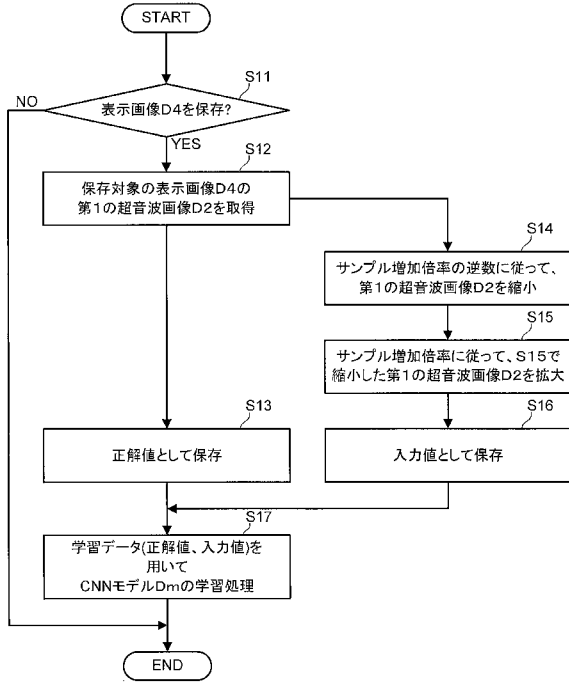 START
S11
NO
表示画像D4を保存?
YES
S12
保存対象の表示画像D4の
第1の超音波画像D2を取得
S14
サンプル増加倍率の逆数に従って、
第1の超音波画像D2を縮小
S15
サンプル増加倍率に従って、S15で
縮小した第1の超音波画像D2を拡大
S13
正解値として保存
S16
入力値として保存
S17
学習データ(正解値、入力値)を
用いて
CNNモデルDmの学習処理
END